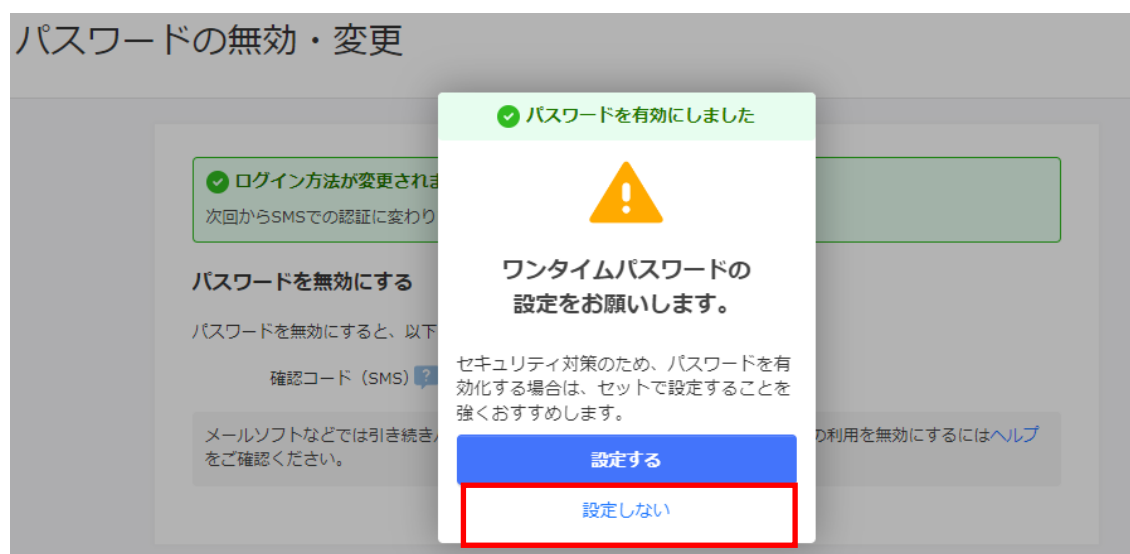 パスワードの無効・変更
パスワードを有効にしました
ログイン方法が変更されま
次回からSMSでの認証に変わり
ワンタイムパスワードの
設定をお願いします。
パスワードを無効にする
パスワードを無効にすると、以下
確認コード（SMS）?
セキュリティ対策のため、パスワードを有
効化する場合は、セットで設定することを
強くおすすめします。
メールソフトなどでは引き続き
の利用を無効にするにはヘルプ
をご確認ください。
設定する
設定しない